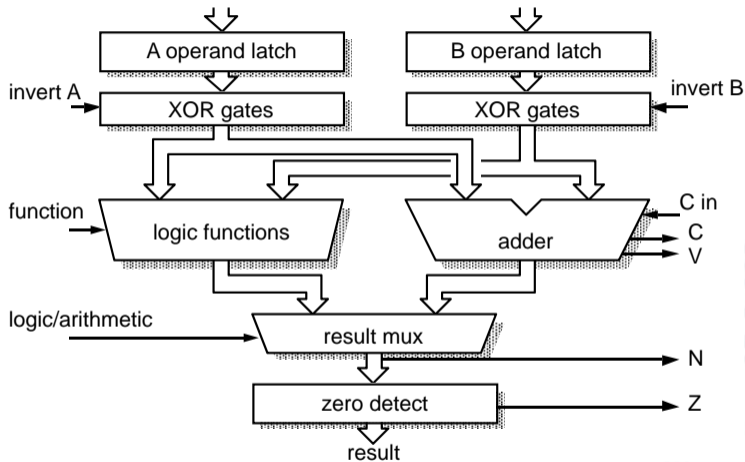 A operand latch
B operand latch
invert A
invert B
XOR gates
XOR gates
function
C in
logic functions
adder
C
V
logic/arithmetic
result mux
N
zero detect
Z
result